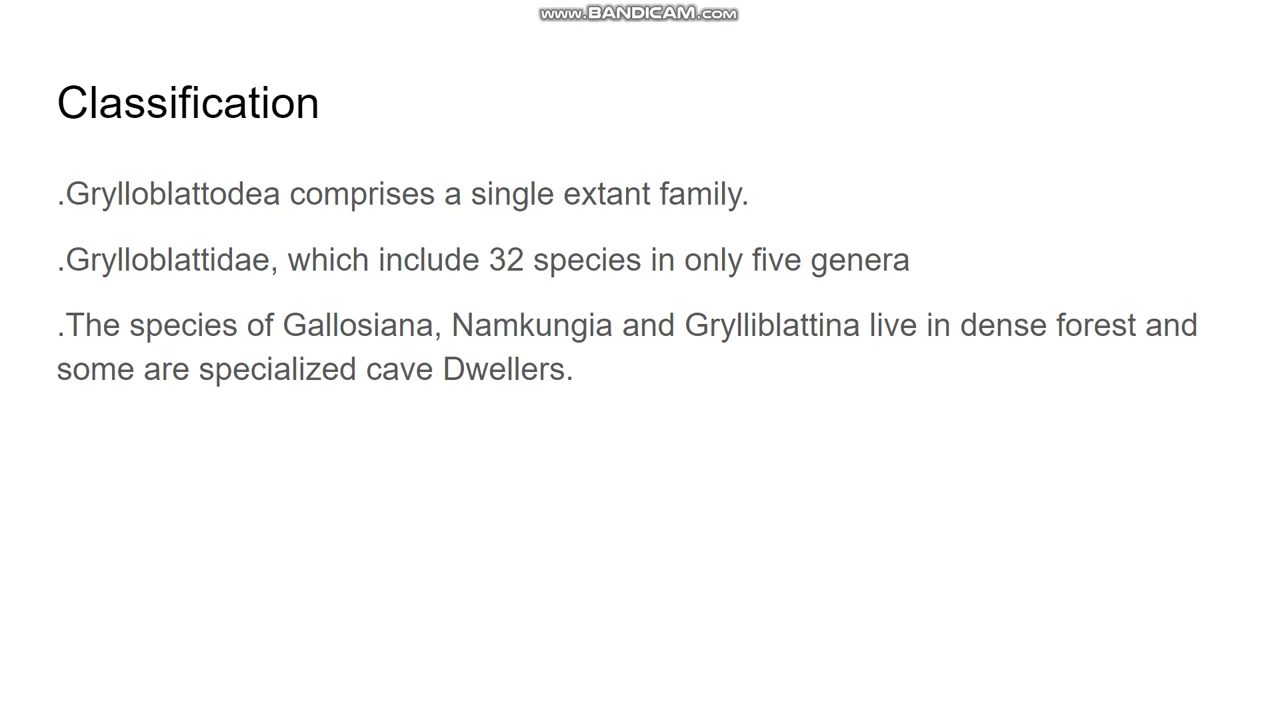 www.BANDICAM.com
Classification
.Grylloblattodea comprises a single extant family.
.Grylloblattidae, which include 32 species in only five genera
.The species of Gallosiana, Namkungia and Grylliblattina live in dense forest and
some are specialized cave Dwellers.